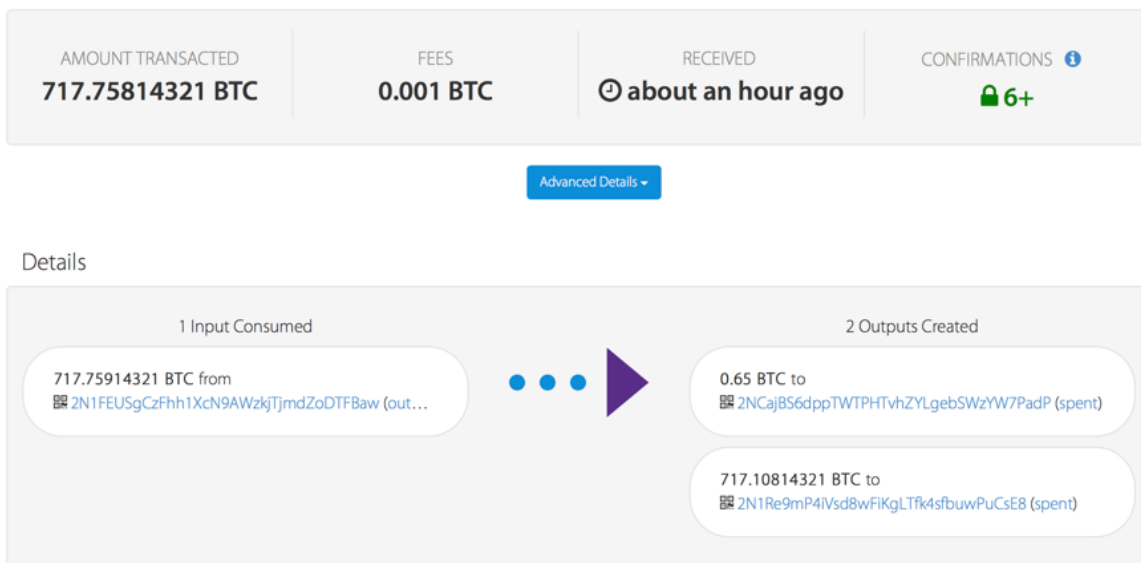 AMOUNT TRANSACTED
717.75814321 BTC
FEES
0.001 BTC
RECEIVED
about an hour ago
CONFIRMATIONS
6+
Advanced Details
Details
1 Input Consumed
717.75914321 BTC from
2N1FEUSgCzFhh1XcN9AWzkjTjmdZoDTFBaw (out...
2 Outputs Created
0.65 BTC to
2NCajBS6dppTWTPHTvhZYLgebSWzYW7PadP (spent)
717.10814321 BTC to
2N1Re9mP4iVsd8wFiKgLTfk4sfbuwPuCsE8 (spent)